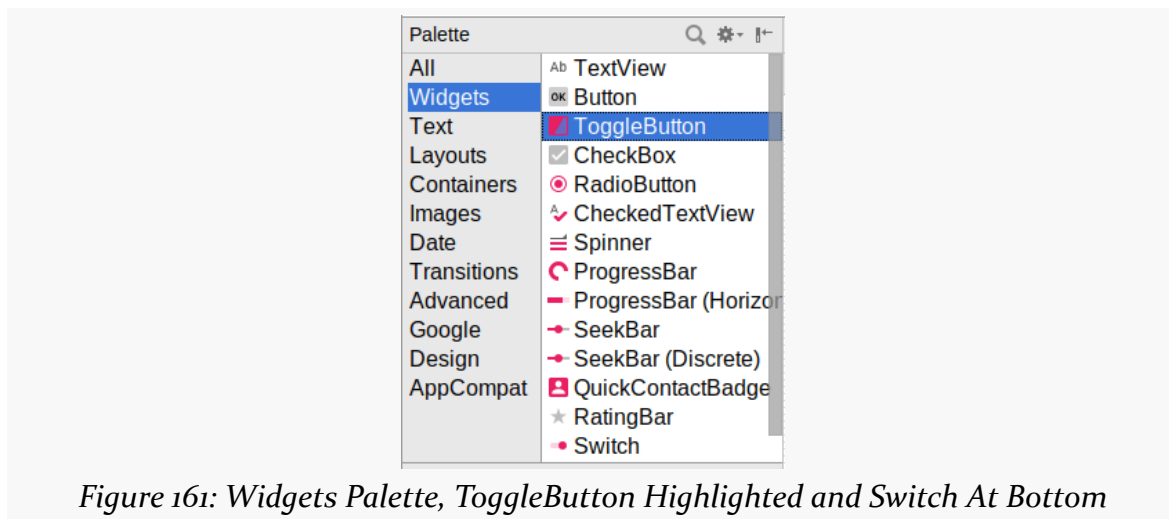 Palette
All
Widgets
Text
Layouts
Containers
Images
Date
Transitions
Advanced
Google
Design
AppCompat
Ab TextView
OK Button
ToggleButton
CheckBox
RadioButton
A CheckedTextView
Spinner
ProgressBar
ProgressBar (Horizon
SeekBar
SeekBar (Discrete)
QuickContactBadge
RatingBar
Switch
Figure 161: Widgets Palette, ToggleButton Highlighted and Switch At Bottom